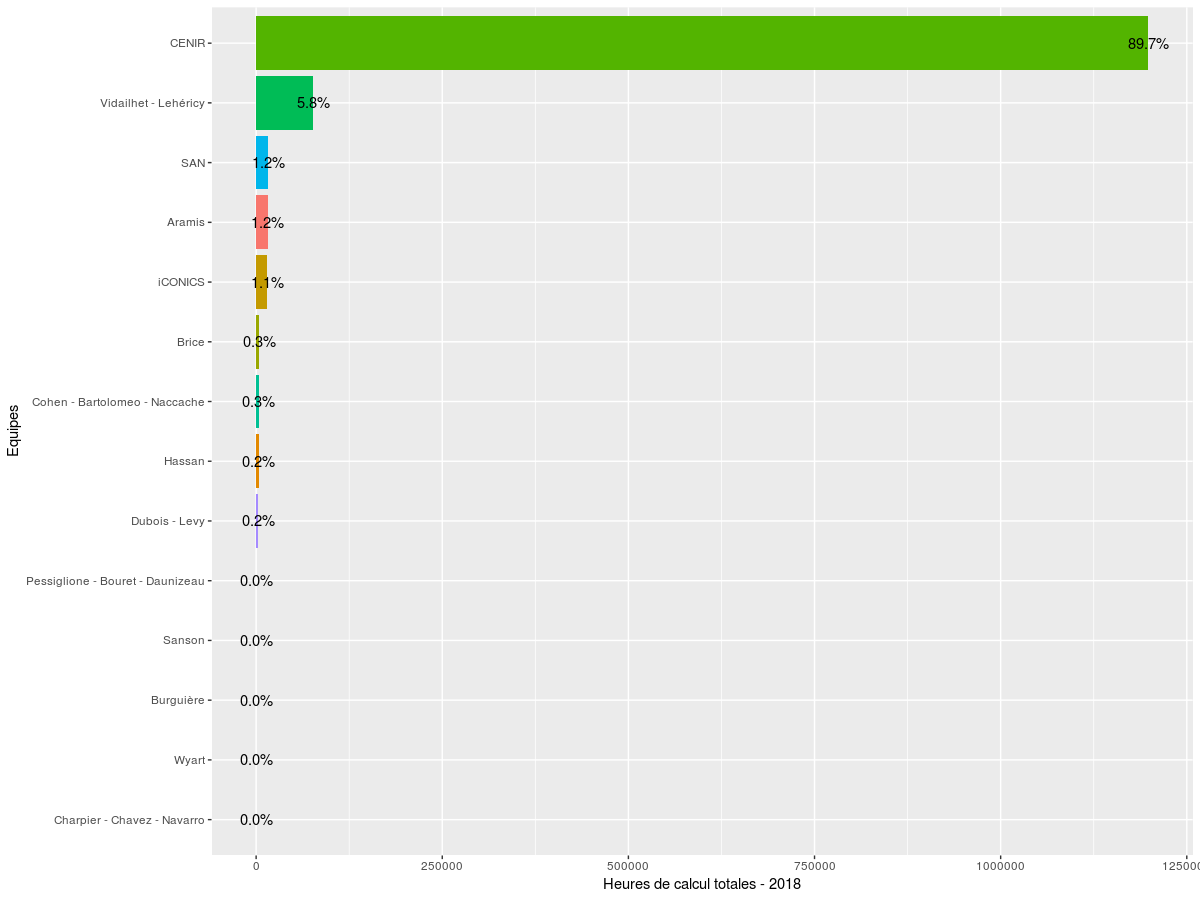 CENIR
89.7%
Vidailhet - Lehéricy
5.8%
SAN
1.2%
Aramis
1.2%
iCONICS
1.1%
Brice
0.3%
Cohen - Bartolomeo - Naccache
0.3%
Hassan
0.2%
Dubois - Levy
0.2%
Pessiglione - Bouret - Daunizeau
0.0%
Sanson
0.0%
Burguière
0.0%
Wyart
0.0%
Charpier - Chavez - Navarro
0.0%
Equipes
0
250000
500000
750000
1000000
Heures de calcul totales - 2018